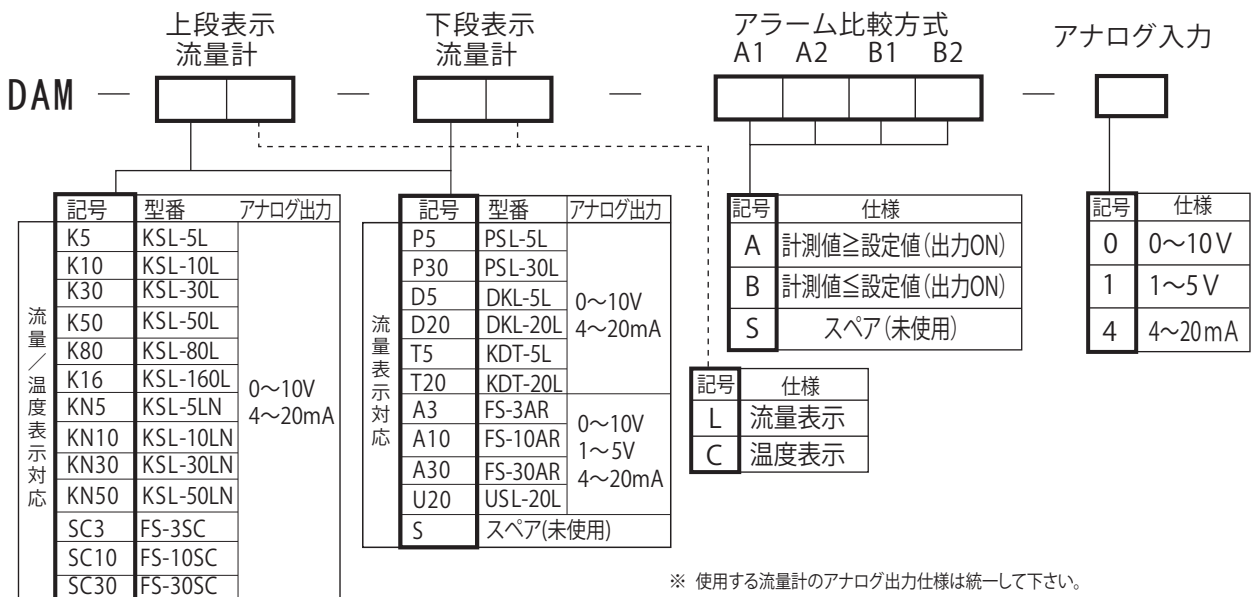 上段表示
流量計
下段表示
流量計
アラーム比較方式
A1 A2 B1 B2
アナログ入力
DAM — — — —
記号 型番 アナログ出力
流量／温度表示対応
K5 KSL-5L
K10 KSL-10L
K30 KSL-30L
K50 KSL-50L
K80 KSL-80L
K16 KSL-160L
KN5 KSL-5LN
KN10 KSL-10LN
KN30 KSL-30LN
KN50 KSL-50LN
SC3 FS-3SC
SC10 FS-10SC
SC30 FS-30SC
0～10V
4～20mA
記号 型番 アナログ出力
流量表示対応
P5 PSL-5L
P30 PSL-30L
D5 DKL-5L
D20 DKL-20L
T5 KDT-5L
T20 KDT-20L
0～10V
4～20mA
A3 FS-3AR
A10 FS-10AR
A30 FS-30AR
U20 USL-20L
0～10V
1～5V
4～20mA
S スペア(未使用)
記号 仕様
A 計測値≧設定値(出力ON)
B 計測値≦設定値(出力ON)
S スペア(未使用)
記号 仕様
L 流量表示
C 温度表示
記号 仕様
0 0～10V
1 1～5V
4 4～20mA
※ 使用する流量計のアナログ出力仕様は統一して下さい。